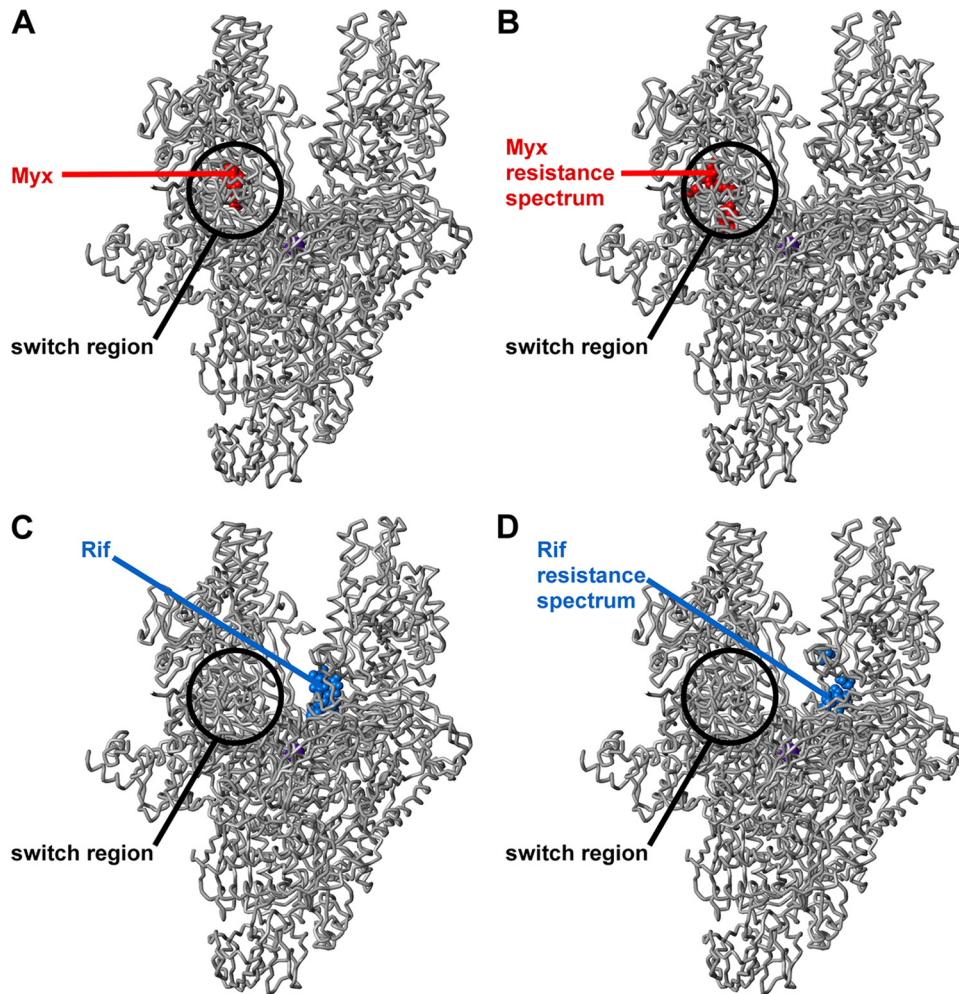 A
Myx
switch region
B
Myx
resistance
spectrum
switch region
C
Rif
switch region
D
Rif
resistance
spectrum
switch region